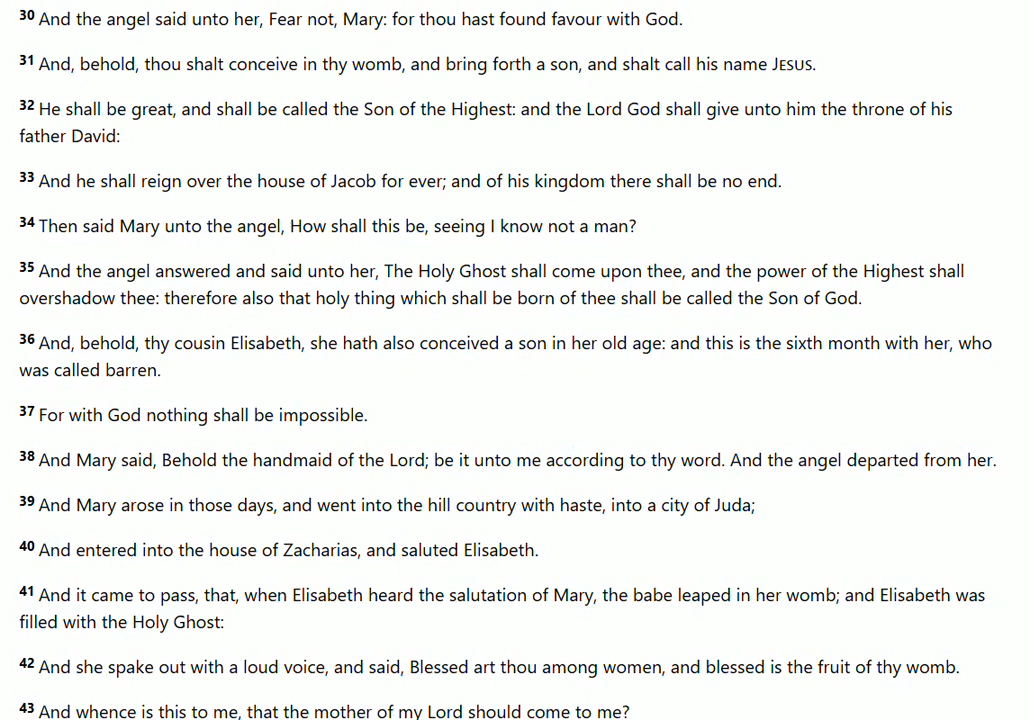 30 And the angel said unto her, Fear not, Mary: for thou hast found favour with God.
31 And, behold, thou shalt conceive in thy womb, and bring forth a son, and shalt call his name JESUS.
32 He shall be great, and shall be called the Son of the Highest: and the Lord God shall give unto him the throne of his
father David:
33 And he shall reign over the house of Jacob for ever; and of his kingdom there shall be no end.
34 Then said Mary unto the angel, How shall this be, seeing I know not a man?
35 And the angel answered and said unto her, The Holy Ghost shall come upon thee, and the power of the Highest shall
overshadow thee: therefore also that holy thing which shall be born of thee shall be called the Son of God.
36 And, behold, thy cousin Elisabeth, she hath also conceived a son in her old age: and this is the sixth month with her, who
was called barren.
37 For with God nothing shall be impossible.
38 And Mary said, Behold the handmaid of the Lord; be it unto me according to thy word. And the angel departed from her.
39 And Mary arose in those days, and went into the hill country with haste, into a city of Juda;
40 And entered into the house of Zacharias, and saluted Elisabeth.
41 And it came to pass, that, when Elisabeth heard the salutation of Mary, the babe leaped in her womb; and Elisabeth was
filled with the Holy Ghost:
42 And she spake out with a loud voice, and said, Blessed art thou among women, and blessed is the fruit of thy womb.
43 And whence is this to me, that the mother of my Lord should come to me?